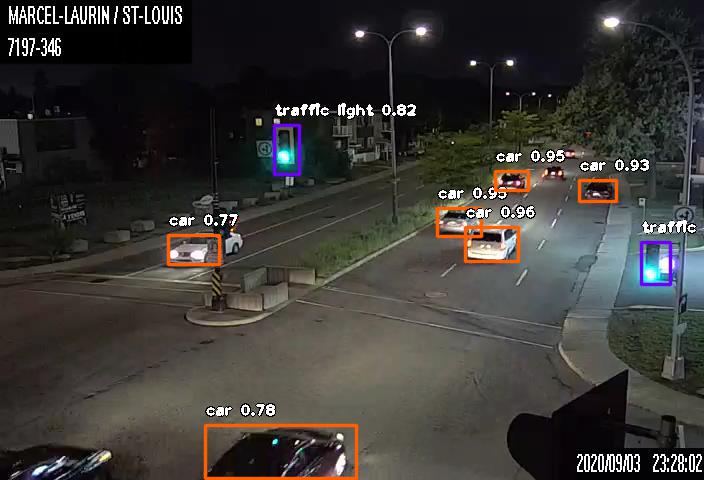 MARCEL-LAURIN / ST-LOUIS
7197-346
traffic light 0.82
car 0.95
car 0.93
car 0.95
car 0.96
car 0.77
traffic
car 0.78
2020/09/03 23:28:02